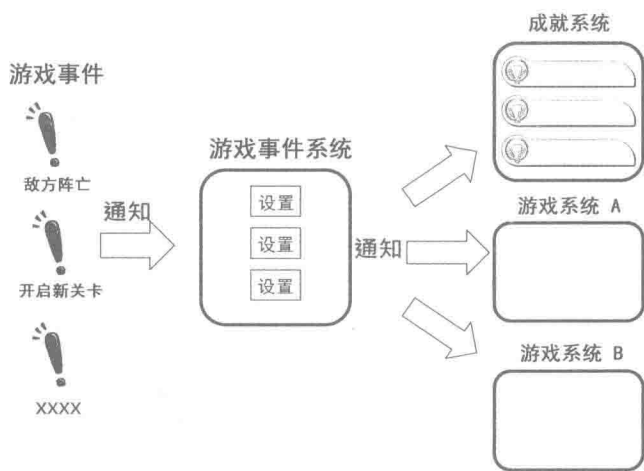 游戏事件
敌方阵亡
开启新关卡
XXXX
通知
游戏事件系统
设置
设置
设置
通知
成就系统
游戏系统 A
游戏系统 B